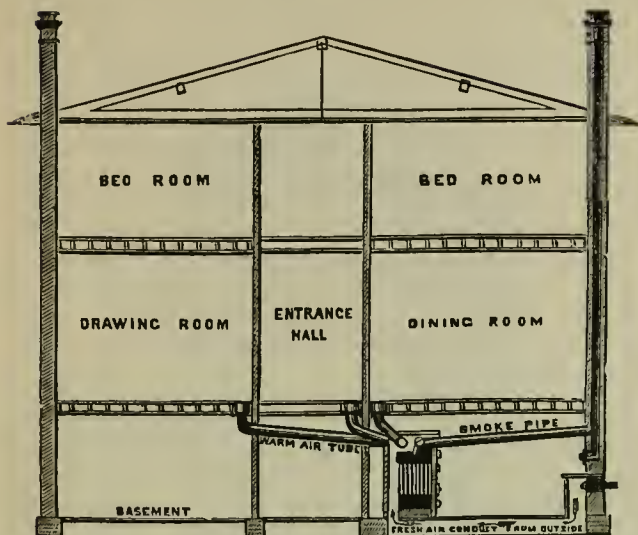 BED ROOM
BED ROOM
DRAWING ROOM
ENTRANCE
HALL
DINING ROOM
SMOKE PIPE
WARM AIR TUBE
BASEMENT
FRESH AIR CONDUCT FROM OUTSIDE